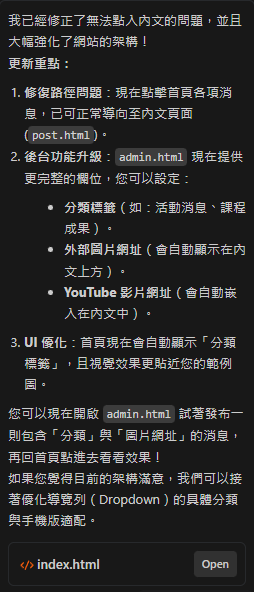 我已經修正了無法點入內文的問題，並且
大幅強化了網站的架構！
更新重點：
1. 修復路徑問題：現在點擊首頁各項消
息，已可正常導向至內文頁面
(post.html)。
2. 後台功能升級：admin.html 現在提供
更完整的欄位，您可以設定：
• 分類標籤（如：活動消息、課程
成果）。
• 外部圖片網址（會自動顯示在內
文上方）。
• YouTube 影片網址（會自動嵌
入在內文中）。
3. UI 優化：首頁現在會自動顯示「分類
標籤」，且視覺效果更貼近您的範例
圖。
您可以現在開啟 admin.html 試著發布一
則包含「分類」與「圖片網址」的消息，
再回首頁點進去看看效果！
如果您覺得目前的架構滿意，我們可以接
著優化導覽列（Dropdown）的具體分類
與手機版適配。
index.html
Open